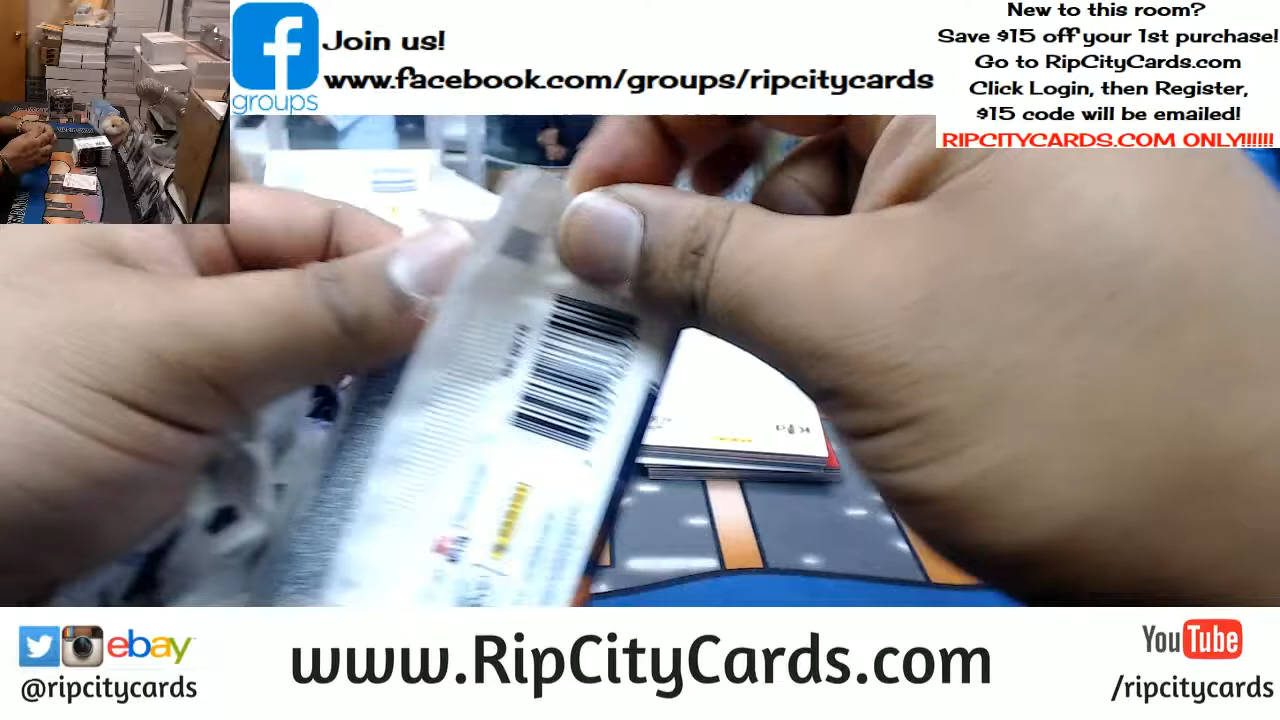 Join us!
www.facebook.com/groups/ripcitycards
groups
New to this room?
Save $15 off your 1st purchase!
Go to RipCityCards.com
Click Login, then Register,
$15 code will be emailed!
RIPCITYCARDS.COM ONLY!!!!!!
ebay
@ripcitycards
www.RipCityCards.com
YouTube
/ripcitycards